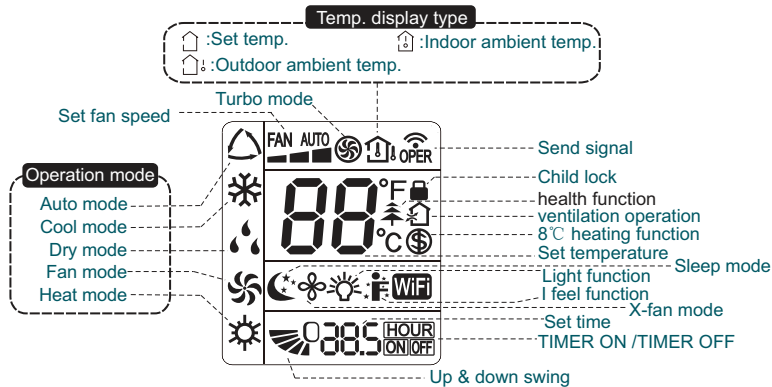 Temp. display type
:Set temp.
:Indoor ambient temp.
:Outdoor ambient temp.
Turbo mode
Set fan speed
FAN AUTO
OPER
Send signal
Operation mode
Auto mode
Cool mode
Dry mode
Fan mode
Heat mode
88
°F
°C
Child lock
health function
ventilation operation
8℃ heating function
Set temperature
Sleep mode
WiFi
Light function
I feel function
X-fan mode
Set time
038.5
HOUR
ON OFF
TIMER ON /TIMER OFF
Up & down swing